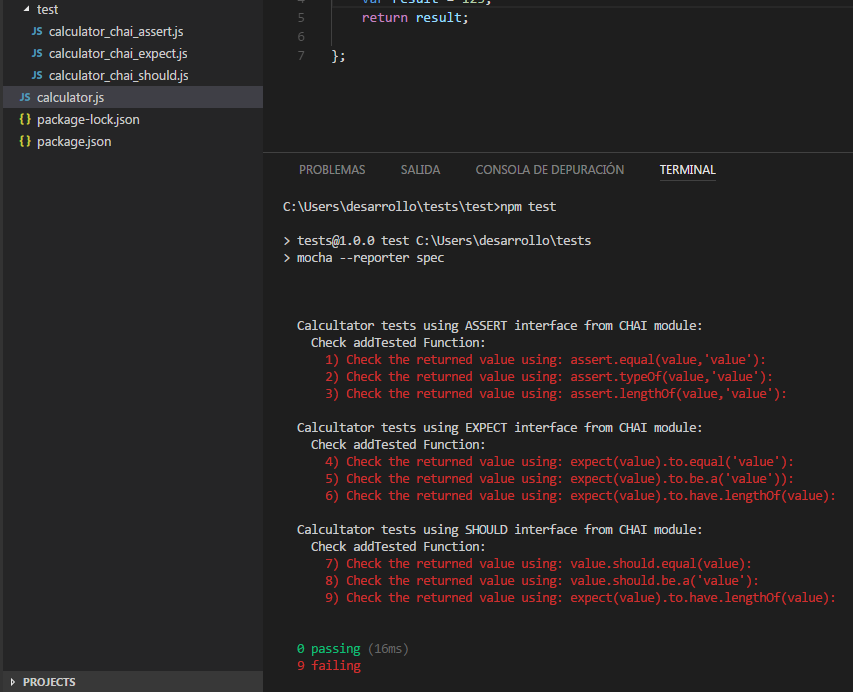 test
JS calculator_chai_assert.js
JS calculator_chai_expect.js
JS calculator_chai_should.js
JS calculator.js
{} package-lock.json
{} package.json
PROJECTS
4 var result = 123;
5 return result;
6
7 };
PROBLEMAS SALIDA CONSOLA DE DEPURACIÓN TERMINAL
C:\Users\desarrollo\tests\test>npm test
> tests@1.0.0 test C:\Users\desarrollo\tests
> mocha --reporter spec
Calcultator tests using ASSERT interface from CHAI module:
Check addTested Function:
1) Check the returned value using: assert.equal(value,'value'):
2) Check the returned value using: assert.typeOf(value,'value'):
3) Check the returned value using: assert.lengthOf(value,'value'):
Calcultator tests using EXPECT interface from CHAI module:
Check addTested Function:
4) Check the returned value using: expect(value).to.equal('value'):
5) Check the returned value using: expect(value).to.be.a('value')):
6) Check the returned value using: expect(value).to.have.lengthOf(value):
Calcultator tests using SHOULD interface from CHAI module:
Check addTested Function:
7) Check the returned value using: value.should.equal(value):
8) Check the returned value using: value.should.be.a('value'):
9) Check the returned value using: expect(value).to.have.lengthOf(value):
0 passing (16ms)
9 failing